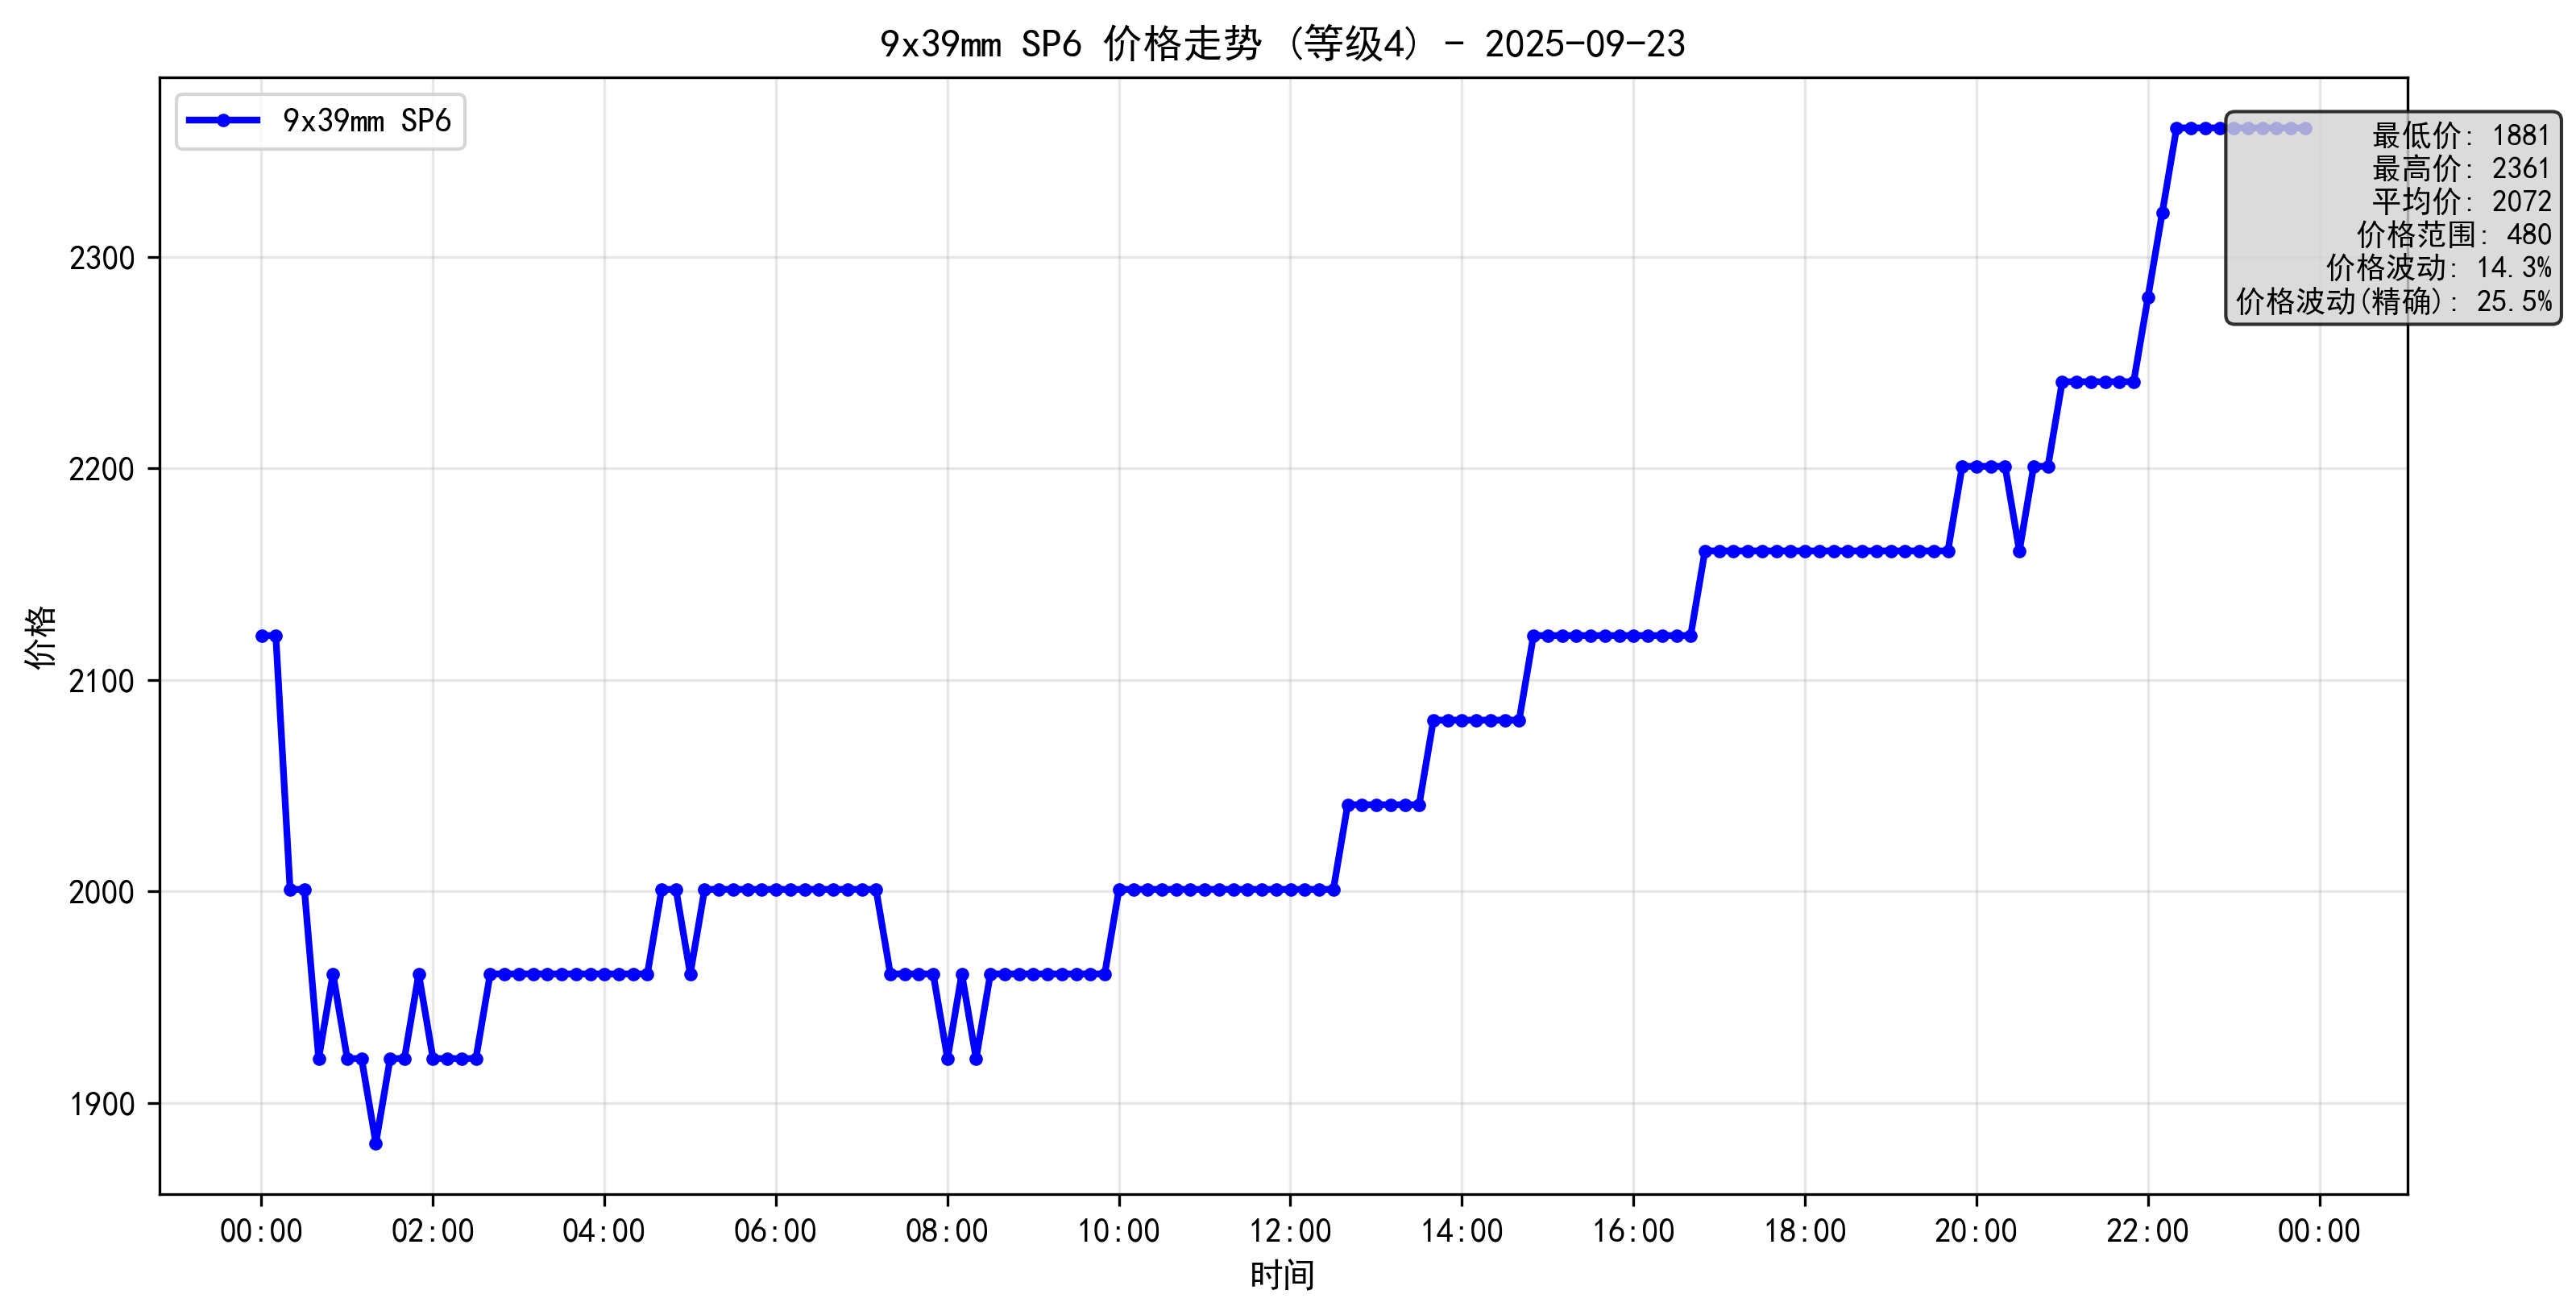 9x39mm SP6 价格走势 (等级4) - 2025-09-23
9x39mm SP6
最低价: 1881
最高价: 2361
平均价: 2072
价格范围: 480
价格波动: 14.3%
价格波动(精确): 25.5%
2300
2200
2100
2000
1900
价格
00:00 02:00 04:00 06:00 08:00 10:00 12:00 14:00 16:00 18:00 20:00 22:00 00:00
时间